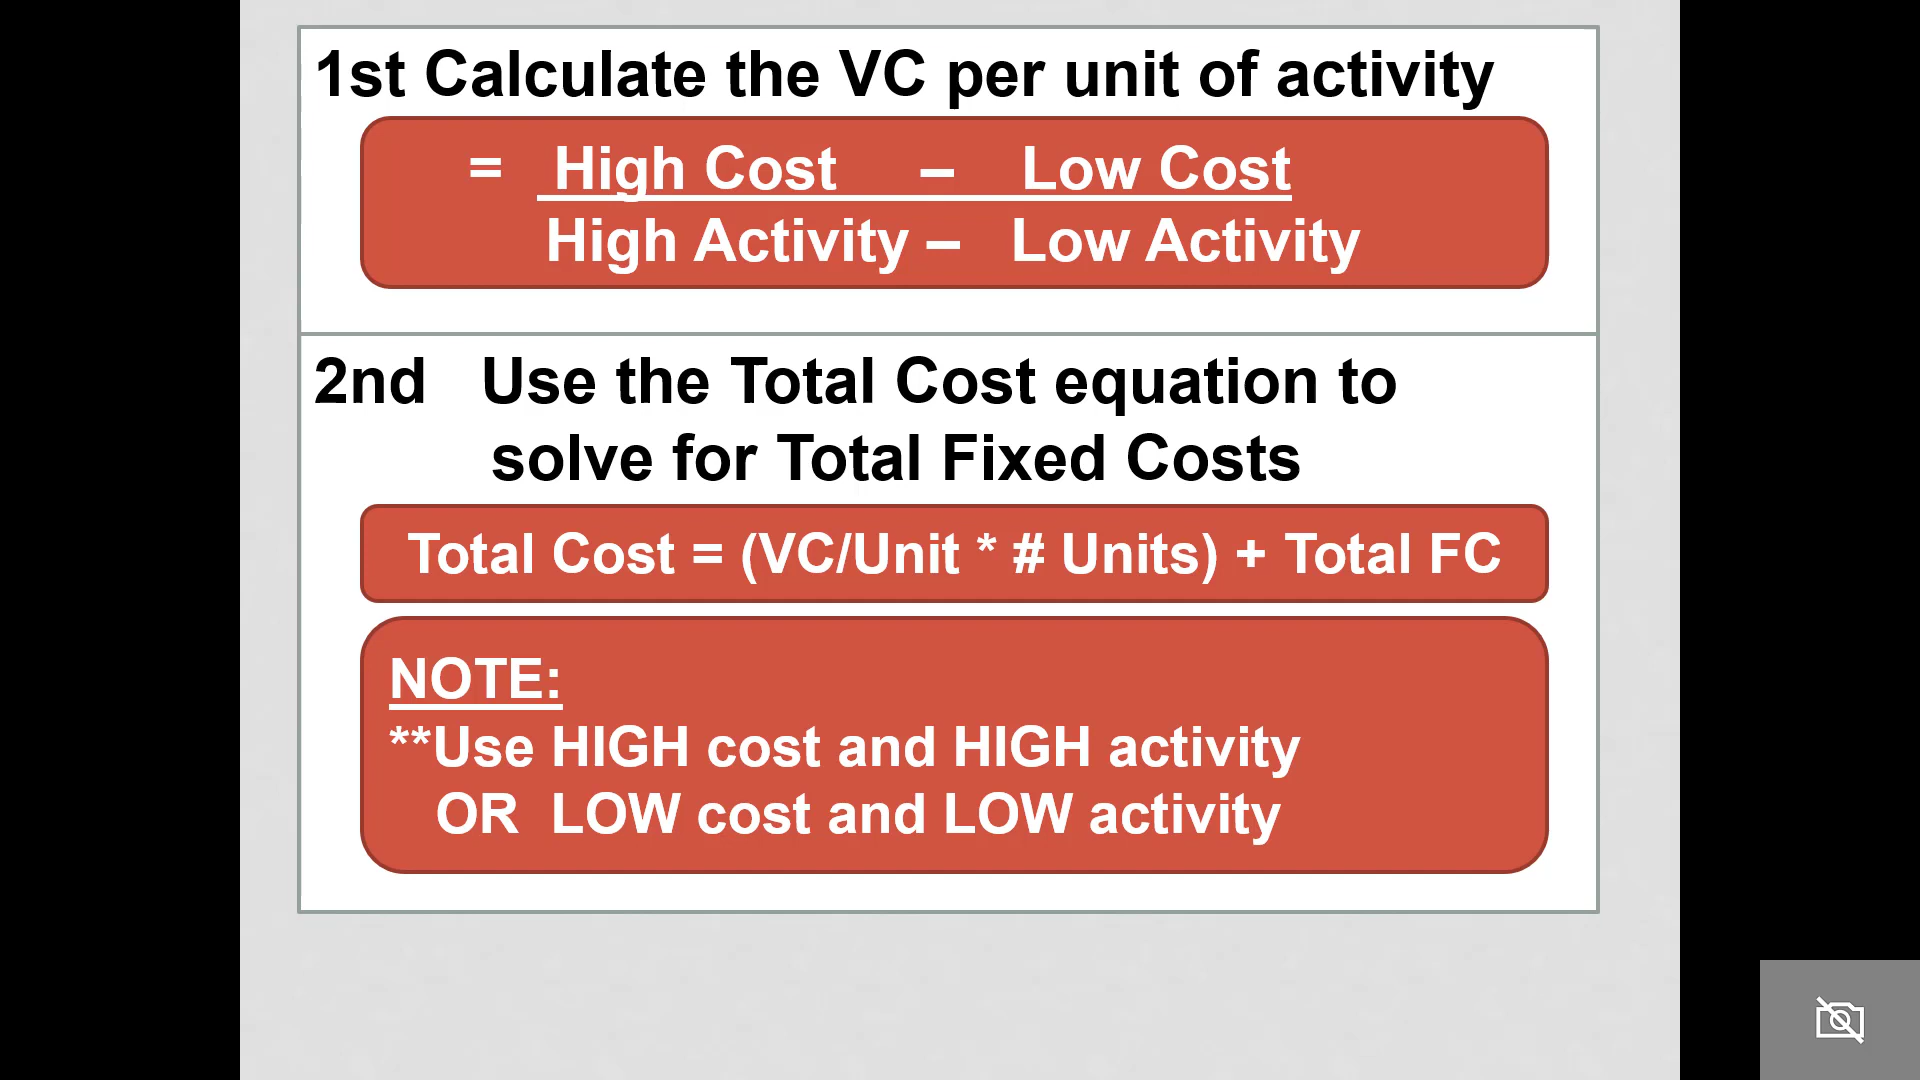 1st Calculate the VC per unit of activity
= High Cost – Low Cost
High Activity – Low Activity
2nd Use the Total Cost equation to
solve for Total Fixed Costs
Total Cost = (VC/Unit * # Units) + Total FC
NOTE:
**Use HIGH cost and HIGH activity
OR LOW cost and LOW activity